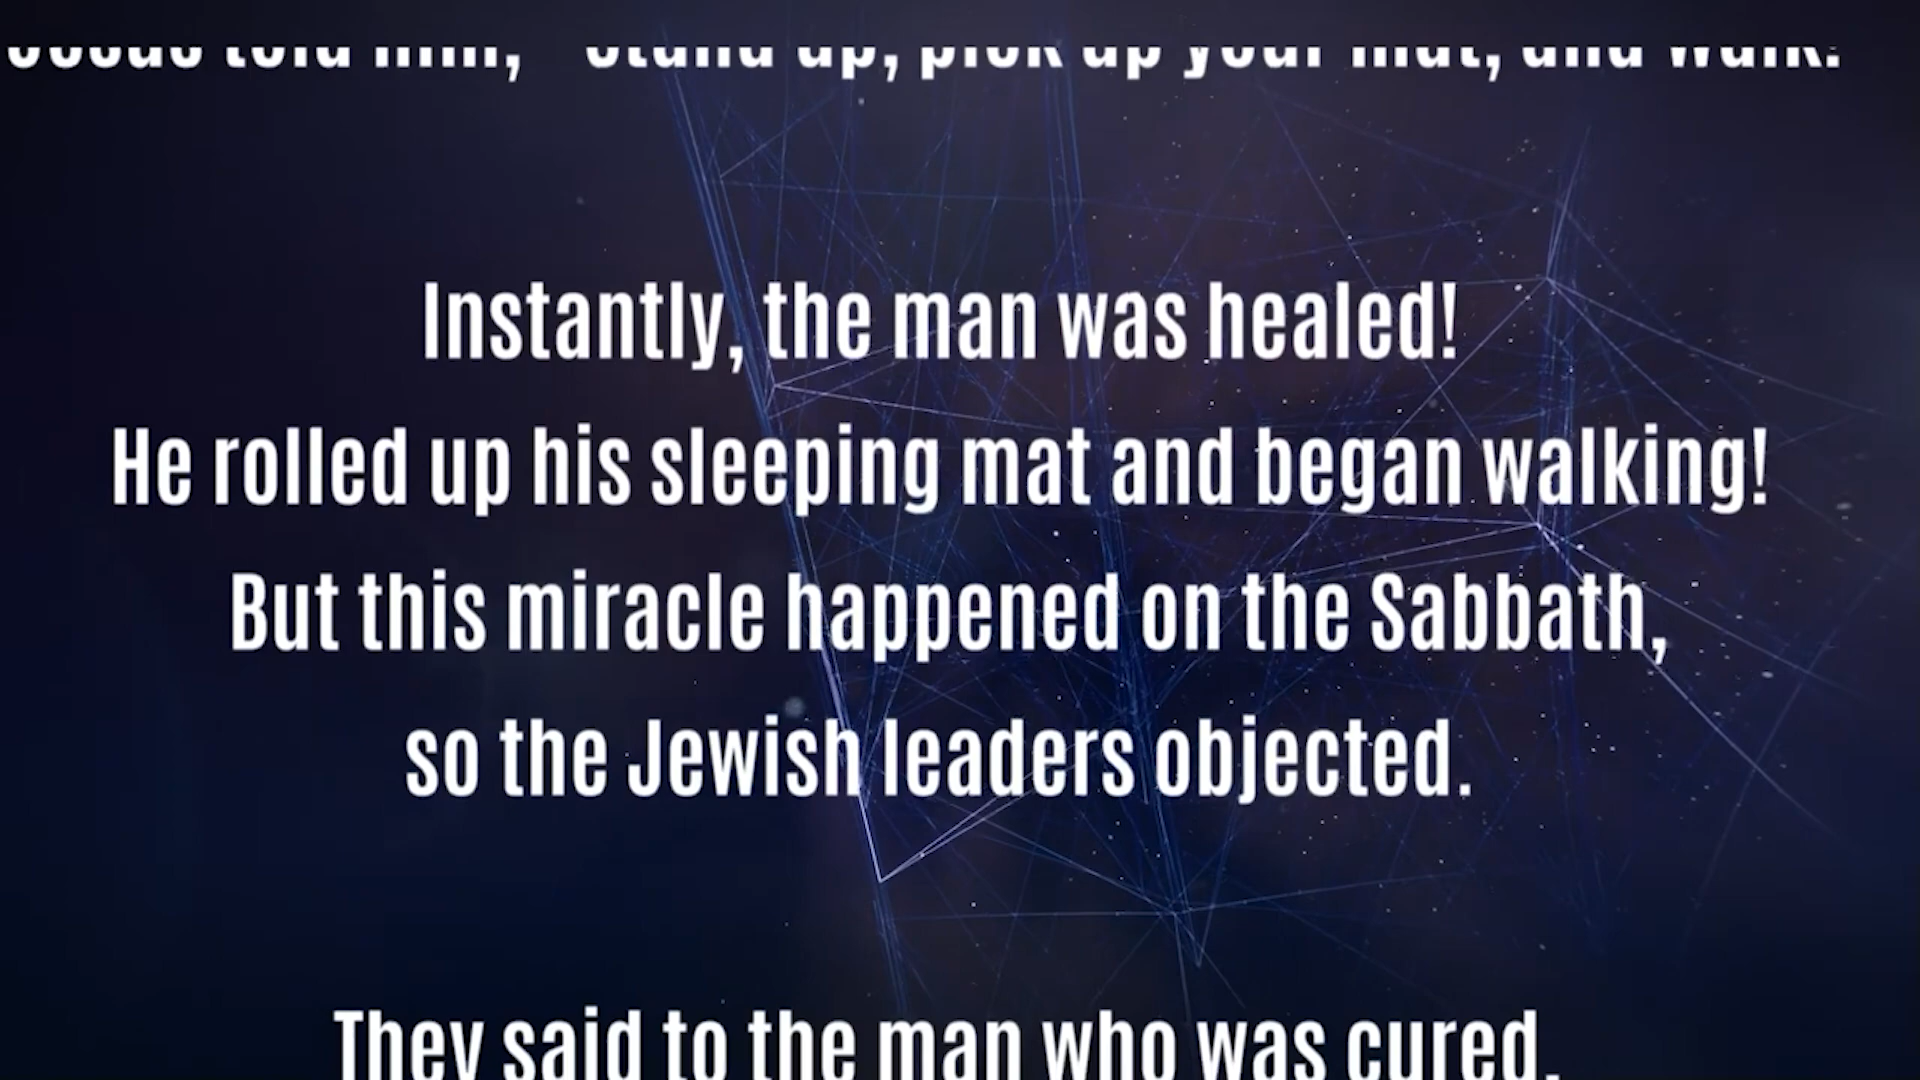 told him, "Stand up, pick up your mat, and walk!
Instantly, the man was healed!
He rolled up his sleeping mat and began walking!
But this miracle happened on the Sabbath,
so the Jewish leaders objected.
They said to the man who was cured,